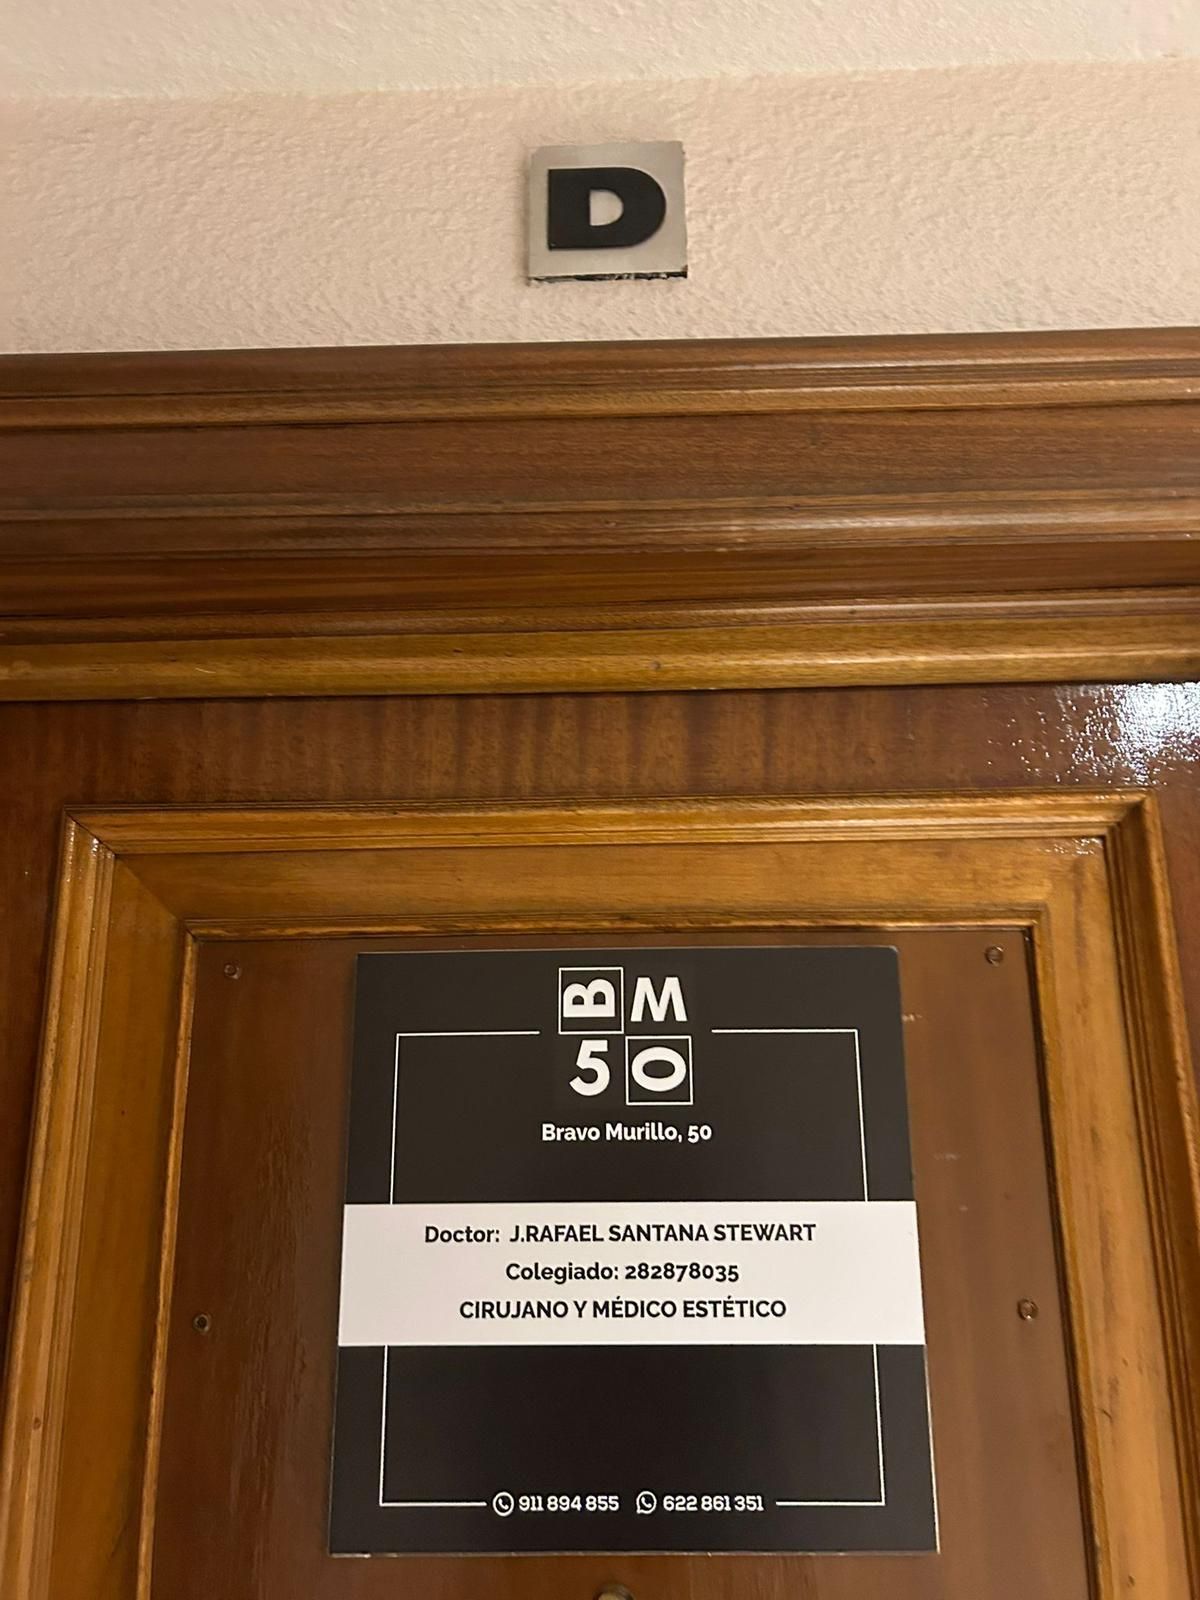 D
BM
50
Bravo Murillo, 50
Doctor: J.RAFAEL SANTANA STEWART
Colegiado: 282878035
CIRUJANO Y MÉDICO ESTÉTICO
911 894 855 622 861 351